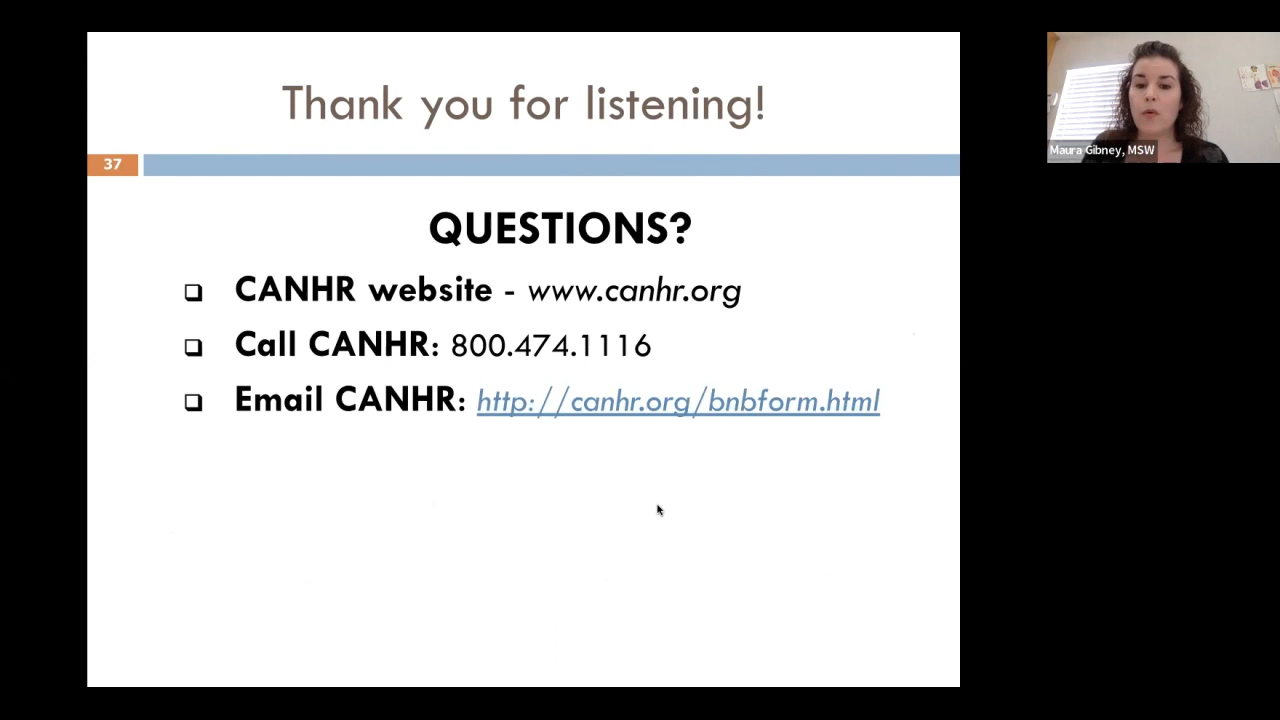 Thank you for listening!
37
QUESTIONS?
❑ CANHR website - www.canhr.org
❑ Call CANHR: 800.474.1116
❑ Email CANHR: http://canhr.org/bnbform.html
Maura Gibney, MSW